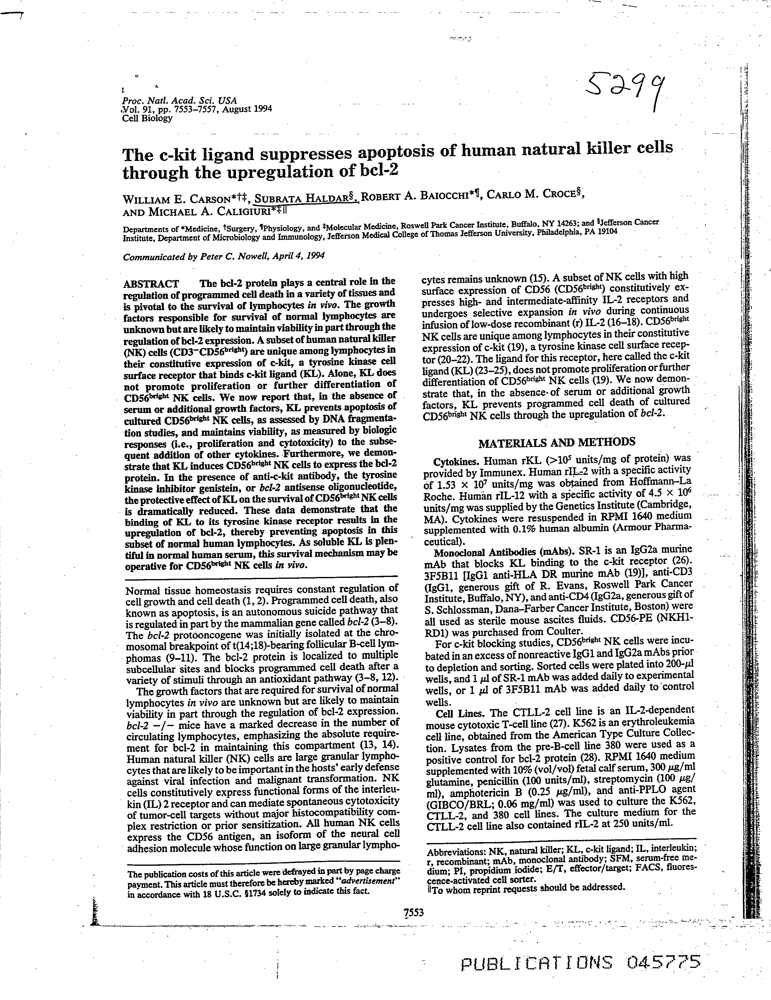 5299
Proc. Natl. Acad. Sci. USA
Vol. 91, pp. 7553–7557, August 1994
Cell Biology
The c-kit ligand suppresses apoptosis of human natural killer cells
through the upregulation of bcl-2
WILLIAM E. CARSON*†‡, SUBRATA HALDAR§, ROBERT A. BAIOCCHI*¶, CARLO M. CROCE§,
AND MICHAEL A. CALIGIURI*‡‖
Departments of *Medicine, †Surgery, ¶Physiology, and ‡Molecular Medicine, Roswell Park Cancer Institute, Buffalo, NY 14263; and §Jefferson Cancer
Institute, Department of Microbiology and Immunology, Jefferson Medical College of Thomas Jefferson University, Philadelphia, PA 19104
Communicated by Peter C. Nowell, April 4, 1994
ABSTRACT The bcl-2 protein plays a central role in the
regulation of programmed cell death in a variety of tissues and
is pivotal to the survival of lymphocytes in vivo. The growth
factors responsible for survival of normal lymphocytes are
unknown but are likely to maintain viability in part through the
regulation of bcl-2 expression. A subset of human natural killer
(NK) cells (CD3−CD56bright) are unique among lymphocytes in
their constitutive expression of c-kit, a tyrosine kinase cell
surface receptor that binds c-kit ligand (KL). Alone, KL does
not promote proliferation or further differentiation of
CD56bright NK cells. We now report that, in the absence of
serum or additional growth factors, KL prevents apoptosis of
cultured CD56bright NK cells, as assessed by DNA fragmenta-
tion studies, and maintains viability, as measured by biologic
responses (i.e., proliferation and cytotoxicity) to the subse-
quent addition of other cytokines. Furthermore, we demon-
strate that KL induces CD56bright NK cells to express the bcl-2
protein. In the presence of anti-c-kit antibody, the tyrosine
kinase inhibitor genistein, or bcl-2 antisense oligonucleotide,
the protective effect of KL on the survival of CD56bright NK cells
is dramatically reduced. These data demonstrate that the
binding of KL to its tyrosine kinase receptor results in the
upregulation of bcl-2, thereby preventing apoptosis in this
subset of normal human lymphocytes. As soluble KL is plen-
tiful in normal human serum, this survival mechanism may be
operative for CD56bright NK cells in vivo.
Normal tissue homeostasis requires constant regulation of
cell growth and cell death (1, 2). Programmed cell death, also
known as apoptosis, is an autonomous suicide pathway that
is regulated in part by the mammalian gene called bcl-2 (3–8).
The bcl-2 protooncogene was initially isolated at the chro-
mosomal breakpoint of t(14;18)-bearing follicular B-cell lym-
phomas (9–11). The bcl-2 protein is localized to multiple
subcellular sites and blocks programmed cell death after a
variety of stimuli through an antioxidant pathway (3–8, 12).
The growth factors that are required for survival of normal
lymphocytes in vivo are unknown but are likely to maintain
viability in part through the regulation of bcl-2 expression.
bcl-2 −/− mice have a marked decrease in the number of
circulating lymphocytes, emphasizing the absolute require-
ment for bcl-2 in maintaining this compartment (13, 14).
Human natural killer (NK) cells are large granular lympho-
cytes that are likely to be important in the hosts' early defense
against viral infection and malignant transformation. NK
cells constitutively express functional forms of the interleu-
kin (IL) 2 receptor and can mediate spontaneous cytotoxicity
of tumor-cell targets without major histocompatibility com-
plex restriction or prior sensitization. All human NK cells
express the CD56 antigen, an isoform of the neural cell
adhesion molecule whose function on large granular lympho-
The publication costs of this article were defrayed in part by page charge
payment. This article must therefore be hereby marked "advertisement"
in accordance with 18 U.S.C. §1734 solely to indicate this fact.
cytes remains unknown (15). A subset of NK cells with high
surface expression of CD56 (CD56bright) constitutively ex-
presses high- and intermediate-affinity IL-2 receptors and
undergoes selective expansion in vivo during continuous
infusion of low-dose recombinant (r) IL-2 (16–18). CD56bright
NK cells are unique among lymphocytes in their constitutive
expression of c-kit (19), a tyrosine kinase cell surface recep-
tor (20–22). The ligand for this receptor, here called the c-kit
ligand (KL) (23–25), does not promote proliferation or further
differentiation of CD56bright NK cells (19). We now demon-
strate that, in the absence of serum or additional growth
factors, KL prevents programmed cell death of cultured
CD56bright NK cells through the upregulation of bcl-2.
MATERIALS AND METHODS
Cytokines. Human rKL (>10⁵ units/mg of protein) was
provided by Immunex. Human rIL-2 with a specific activity
of 1.53 × 10⁷ units/mg was obtained from Hoffmann–La
Roche. Human rIL-12 with a specific activity of 4.5 × 10⁶
units/mg was supplied by the Genetics Institute (Cambridge,
MA). Cytokines were resuspended in RPMI 1640 medium
supplemented with 0.1% human albumin (Armour Pharma-
ceutical).
Monoclonal Antibodies (mAbs). SR-1 is an IgG2a murine
mAb that blocks KL binding to the c-kit receptor (26).
3F5B11 [IgG1 anti-HLA DR murine mAb (19)], anti-CD3
(IgG1, generous gift of R. Evans, Roswell Park Cancer
Institute, Buffalo, NY), and anti-CD4 (IgG2a, generous gift of
S. Schlossman, Dana–Farber Cancer Institute, Boston) were
all used as sterile mouse ascites fluids. CD56-PE (NKH1-
RD1) was purchased from Coulter.
For c-kit blocking studies, CD56bright NK cells were incu-
bated in an excess of nonreactive IgG1 and IgG2a mAbs prior
to depletion and sorting. Sorted cells were plated into 200-μl
wells, and 1 μl of SR-1 mAb was added daily to experimental
wells, or 1 μl of 3F5B11 mAb was added daily to control
wells.
Cell Lines. The CTLL-2 cell line is an IL-2-dependent
mouse cytotoxic T-cell line (27). K562 is an erythroleukemia
cell line, obtained from the American Type Culture Collec-
tion. Lysates from the pre-B-cell line 380 were used as a
positive control for bcl-2 protein (28). RPMI 1640 medium
supplemented with 10% (vol/vol) fetal calf serum, 300 μg/ml
glutamine, penicillin (100 units/ml), streptomycin (100 μg/
ml), amphotericin B (0.25 μg/ml), and anti-PPLO agent
(GIBCO/BRL; 0.06 mg/ml) was used to culture the K562,
CTLL-2, and 380 cell lines. The culture medium for the
CTLL-2 cell line also contained rIL-2 at 250 units/ml.
Abbreviations: NK, natural killer; KL, c-kit ligand; IL, interleukin;
r, recombinant; mAb, monoclonal antibody; SFM, serum-free me-
dium; PI, propidium iodide; E/T, effector/target; FACS, fluores-
cence-activated cell sorter.
‖To whom reprint requests should be addressed.
7553
PUBLICATIONS 045775